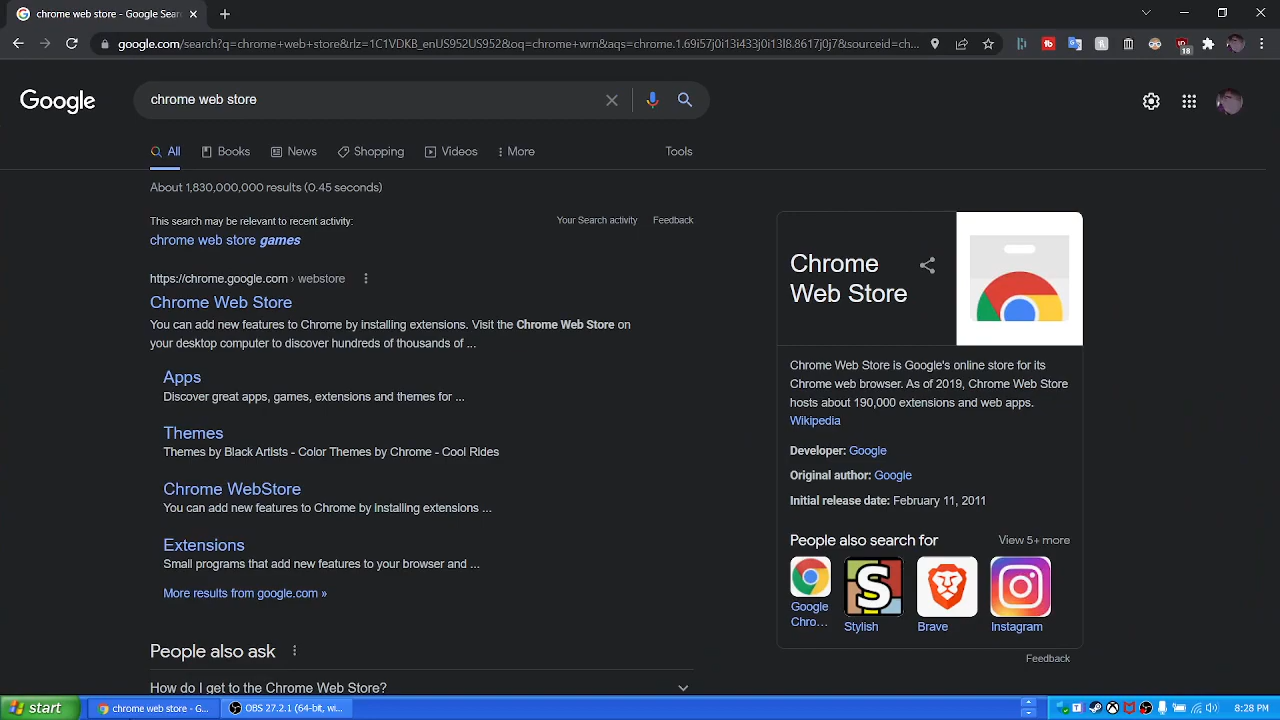 chrome web store - Google Sear
google.com/search?q=chrome+web+store&rlz=1C1VDKB_enUS952US952&oq=chrome+wrn&aqs=chrome.1.69i57j0i13i433j0i13l8.8617j0j7&sourceid=ch...
18
Google
chrome web store
All
Books
News
Shopping
Videos
More
Tools
About 1,830,000,000 results (0.45 seconds)
This search may be relevant to recent activity:
Your Search activity
Feedback
chrome web store games
https://chrome.google.com › webstore
Chrome Web Store
You can add new features to Chrome by installing extensions. Visit the Chrome Web Store on
your desktop computer to discover hundreds of thousands of ...
Apps
Discover great apps, games, extensions and themes for ...
Themes
Themes by Black Artists - Color Themes by Chrome - Cool Rides
Chrome WebStore
You can add new features to Chrome by installing extensions ...
Extensions
Small programs that add new features to your browser and ...
More results from google.com »
People also ask
How do I get to the Chrome Web Store?
Chrome
Web Store
Chrome Web Store is Google's online store for its
Chrome web browser. As of 2019, Chrome Web Store
hosts about 190,000 extensions and web apps.
Wikipedia
Developer: Google
Original author: Google
Initial release date: February 11, 2011
People also search for
View 5+ more
S
Google
Chro...
Stylish
Brave
Instagram
Feedback
start
chrome web store - G...
OBS 27.2.1 (64-bit, wi...
8:28 PM